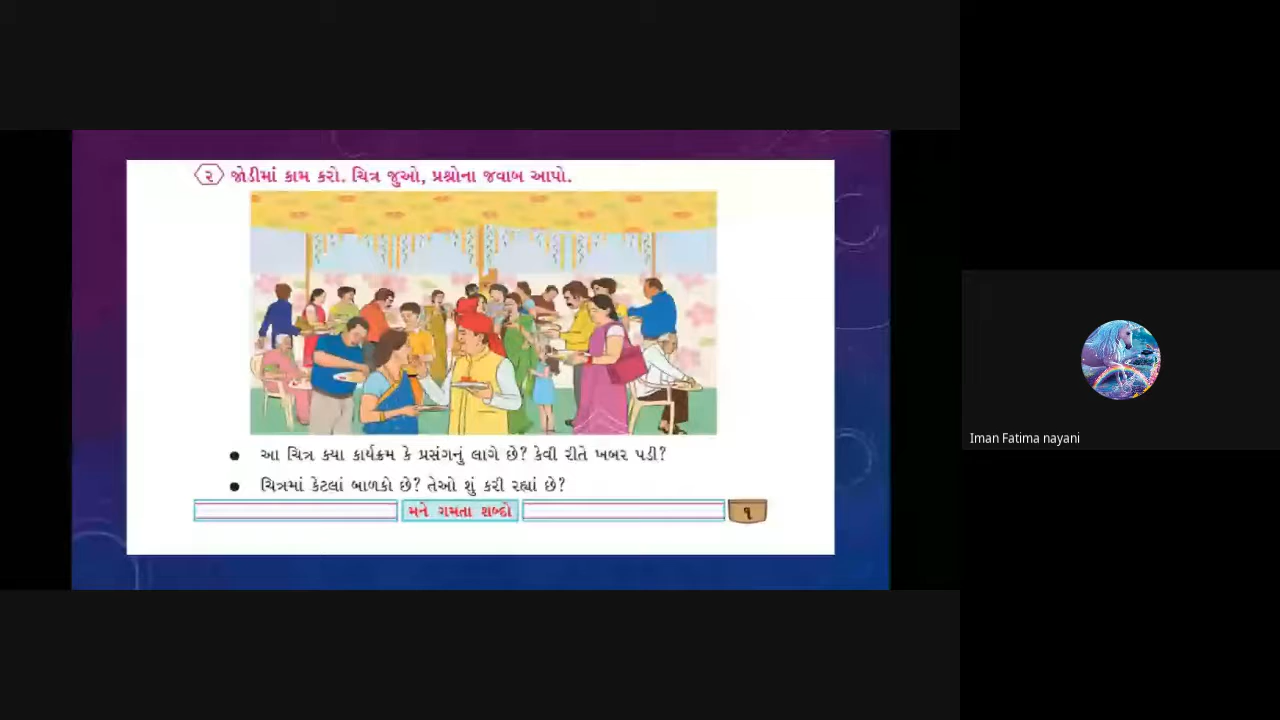 ૨ જોડીમાં કામ કરો. ચિત્ર જુઓ, પ્રશ્નોના જવાબ આપો.
● આ ચિત્ર ક્યા કાર્યક્રમ કે પ્રસંગનું લાગે છે? કેવી રીતે ખબર પડી?
● ચિત્રમાં કેટલાં બાળકો છે? તેઓ શું કરી રહ્યાં છે?
મને ગમતા શબ્દો
૧
Iman Fatima nayani